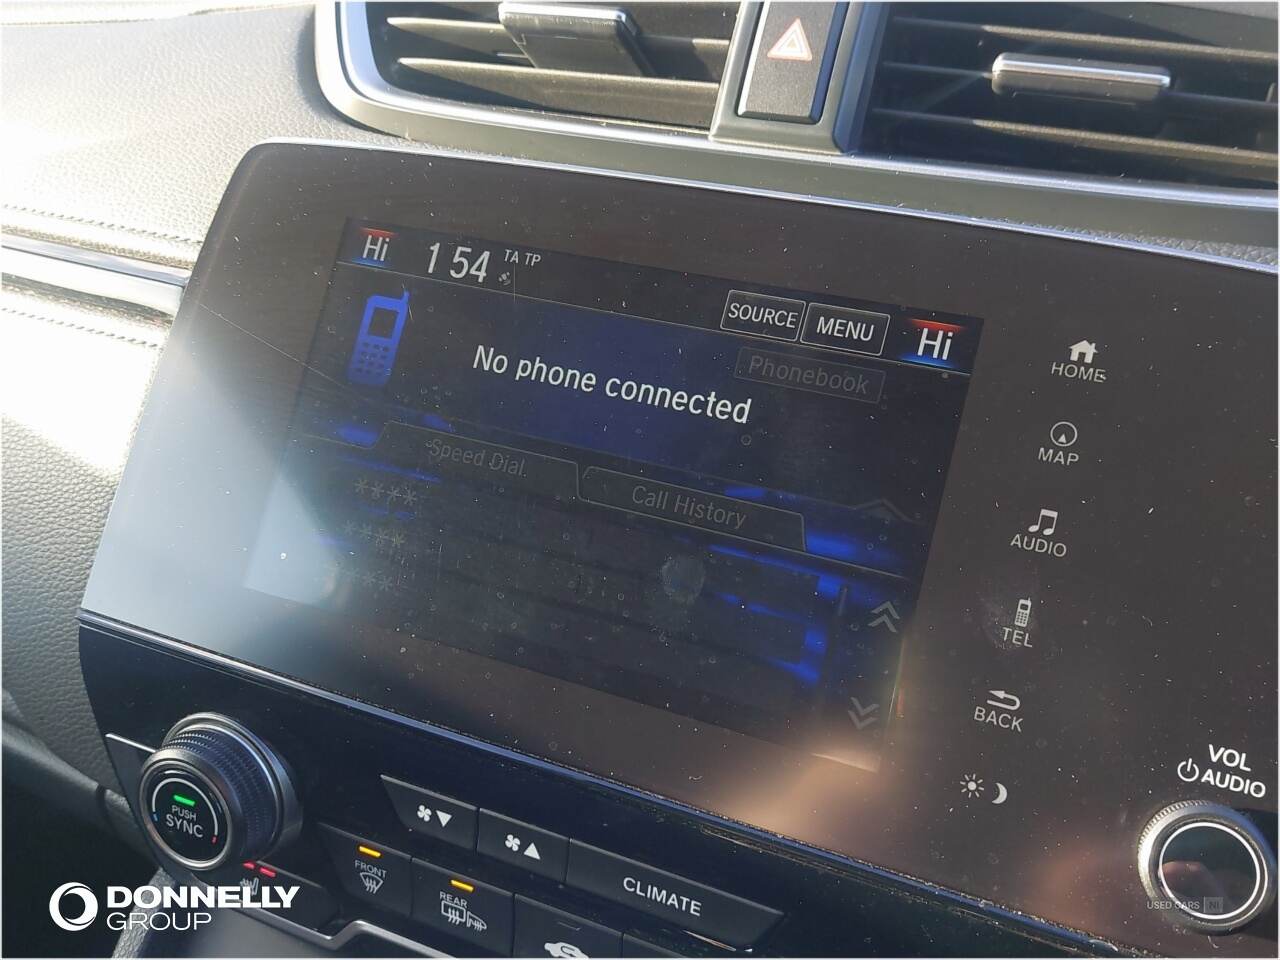 Hi 1 54 TA TP
SOURCE MENU Hi
No phone connected
Phonebook
Speed Dial
Call History
****
****
HOME
MAP
AUDIO
TEL
BACK
VOL
AUDIO
PUSH
SYNC
FRONT
REAR
CLIMATE
DONNELLY
GROUP
USED CARS NI